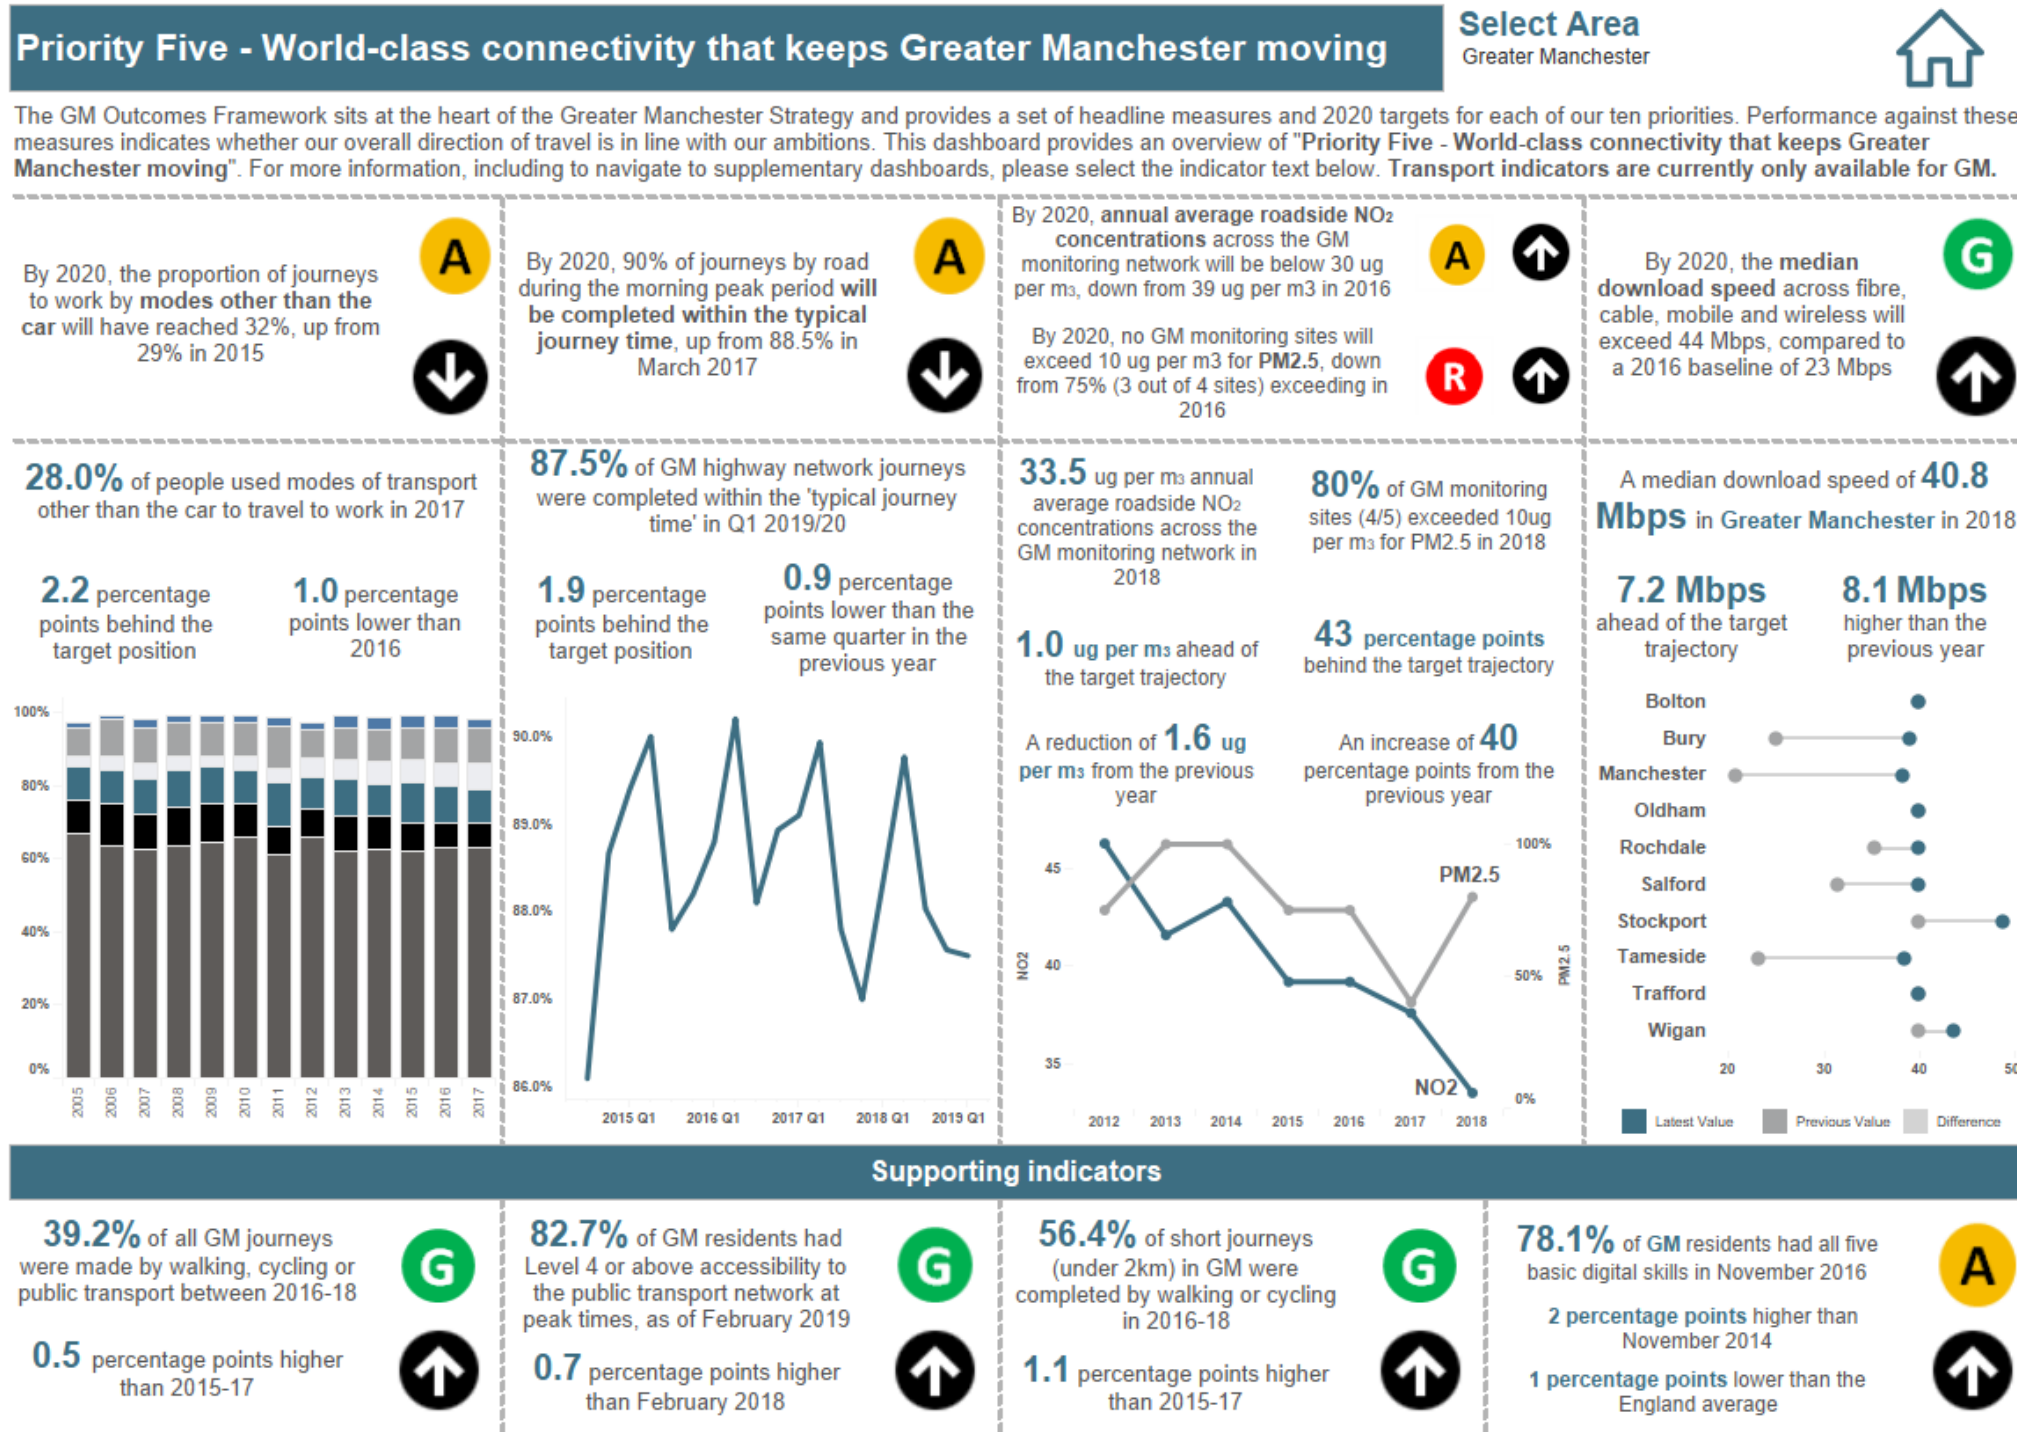 Priority Five - World-class connectivity that keeps Greater Manchester moving
Select Area
Greater Manchester
The GM Outcomes Framework sits at the heart of the Greater Manchester Strategy and provides a set of headline measures and 2020 targets for each of our ten priorities. Performance against these
measures indicates whether our overall direction of travel is in line with our ambitions. This dashboard provides an overview of "Priority Five - World-class connectivity that keeps Greater
Manchester moving". For more information, including to navigate to supplementary dashboards, please select the indicator text below. Transport indicators are currently only available for GM.
By 2020, the proportion of journeys
to work by modes other than the
car will have reached 32%, up from
29% in 2015
A
By 2020, 90% of journeys by road
during the morning peak period will
be completed within the typical
journey time, up from 88.5% in
March 2017
A
By 2020, annual average roadside NO2
concentrations across the GM
monitoring network will be below 30 ug
per m3, down from 39 ug per m3 in 2016
A
By 2020, no GM monitoring sites will
exceed 10 ug per m3 for PM2.5, down
from 75% (3 out of 4 sites) exceeding in
2016
R
By 2020, the median
download speed across fibre,
cable, mobile and wireless will
exceed 44 Mbps, compared to
a 2016 baseline of 23 Mbps
G
28.0% of people used modes of transport
other than the car to travel to work in 2017
2.2 percentage
points behind the
target position
1.0 percentage
points lower than
2016
100%
80%
60%
40%
20%
0%
2005
2006
2007
2008
2009
2010
2011
2012
2013
2014
2015
2016
2017
87.5% of GM highway network journeys
were completed within the 'typical journey
time' in Q1 2019/20
1.9 percentage
points behind the
target position
0.9 percentage
points lower than the
same quarter in the
previous year
90.0%
89.0%
88.0%
87.0%
86.0%
2015 Q1
2016 Q1
2017 Q1
2018 Q1
2019 Q1
33.5 ug per m3 annual
average roadside NO2
concentrations across the
GM monitoring network in
2018
80% of GM monitoring
sites (4/5) exceeded 10ug
per m3 for PM2.5 in 2018
1.0 ug per m3 ahead of
the target trajectory
43 percentage points
behind the target trajectory
A reduction of 1.6 ug
per m3 from the previous
year
An increase of 40
percentage points from the
previous year
45
40
35
NO2
100%
50%
0%
PM2.5
PM2.5
NO2
2012
2013
2014
2015
2016
2017
2018
A median download speed of 40.8
Mbps in Greater Manchester in 2018
7.2 Mbps
ahead of the target
trajectory
8.1 Mbps
higher than the
previous year
Bolton
Bury
Manchester
Oldham
Rochdale
Salford
Stockport
Tameside
Trafford
Wigan
20
30
40
50
Latest Value
Previous Value
Difference
Supporting indicators
39.2% of all GM journeys
were made by walking, cycling or
public transport between 2016-18
G
0.5 percentage points higher
than 2015-17
82.7% of GM residents had
Level 4 or above accessibility to
the public transport network at
peak times, as of February 2019
G
0.7 percentage points higher
than February 2018
56.4% of short journeys
(under 2km) in GM were
completed by walking or cycling
in 2016-18
G
1.1 percentage points higher
than 2015-17
78.1% of GM residents had all five
basic digital skills in November 2016
A
2 percentage points higher than
November 2014
1 percentage points lower than the
England average